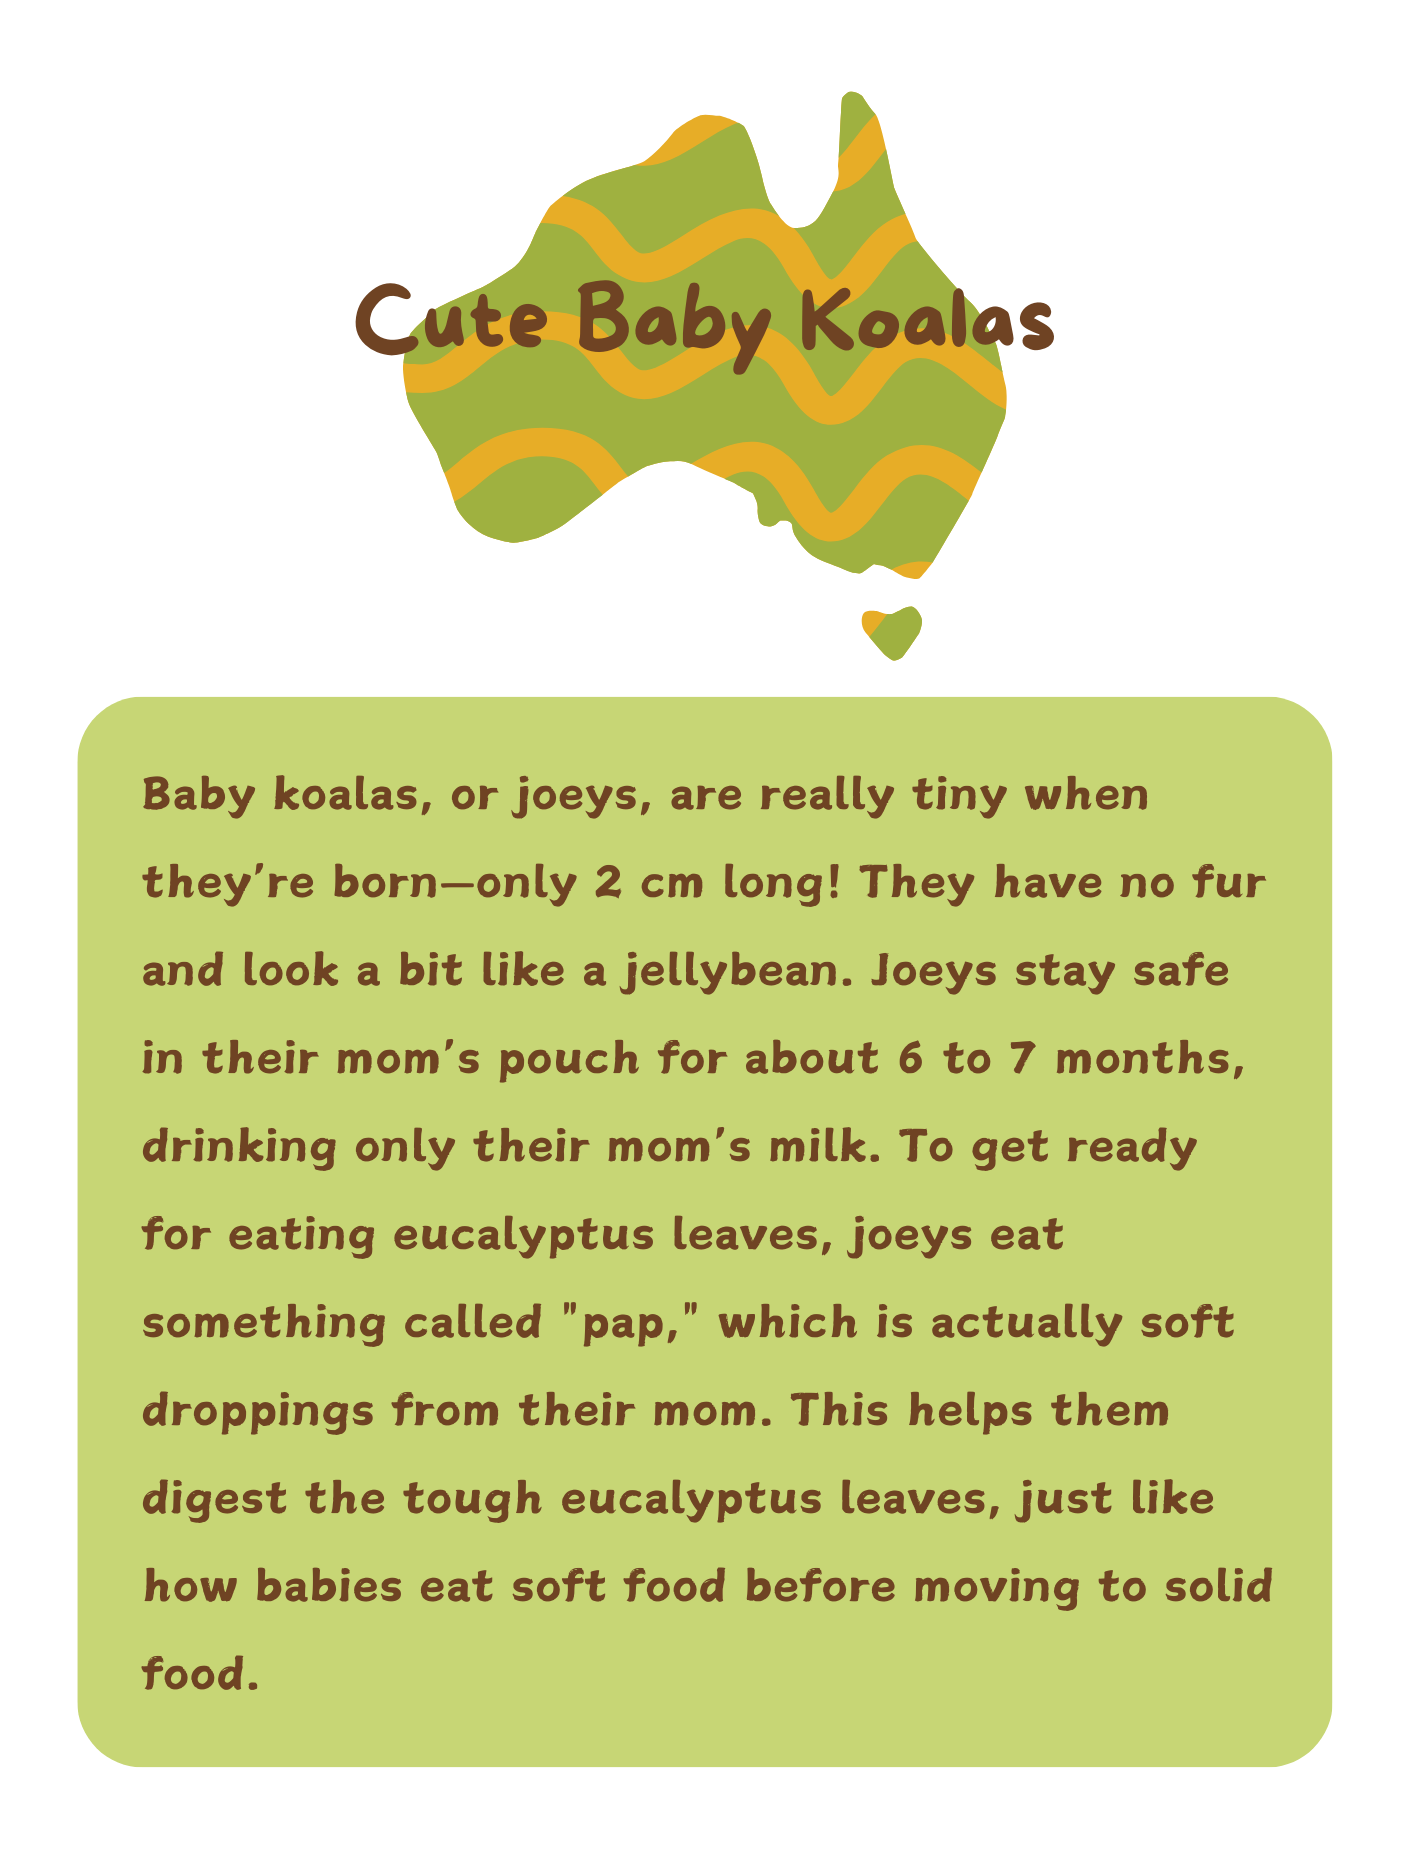 Cute Baby Koalas
Baby koalas, or joeys, are really tiny when
they're born—only 2 cm long! They have no fur
and look a bit like a jellybean. Joeys stay safe
in their mom's pouch for about 6 to 7 months,
drinking only their mom's milk. To get ready
for eating eucalyptus leaves, joeys eat
something called "pap," which is actually soft
droppings from their mom. This helps them
digest the tough eucalyptus leaves, just like
how babies eat soft food before moving to solid
food.